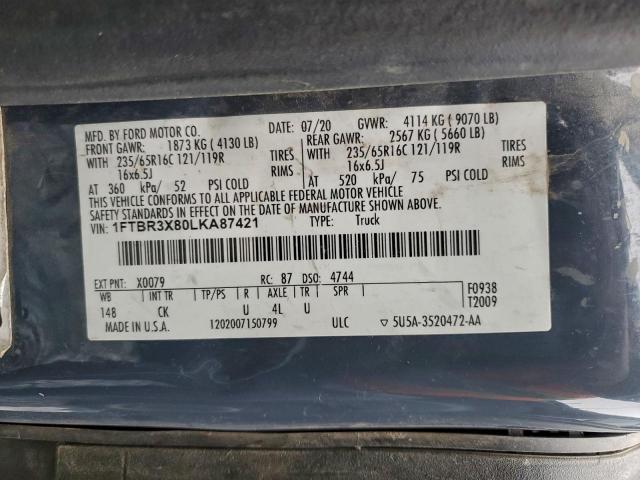 MFD. BY FORD MOTOR CO. 07/20 GVWR: 4114 KG ( 9070 LB)
FRONT GAWR: 1873 KG ( 4130 LB) REAR GAWR: 2567 KG ( 5660 LB)
WITH 235/65R16C 121/119R TIRES WITH 235/65R16C 121/119R TIRES
16x6.5J RIMS 16x6.5J RIMS
AT 360 kPa/ 52 PSI COLD AT 520 kPa/ 75 PSI COLD
THIS VEHICLE CONFORMS TO ALL APPLICABLE FEDERAL MOTOR VEHICLE
SAFETY STANDARDS IN EFFECT ON THE DATE OF MANUFACTURE SHOWN ABOVE.
VIN: 1FTBR3X80LKA87421 TYPE: Truck
EXT PNT: X0079 RC: 87 DSO: 4744 F0938
WB INT TR TP/PS R AXLE TR SPR T2009
148 CK U 4L U
MADE IN U.S.A. 1202007150799 ULC ▽ 5U5A-3520472-AA